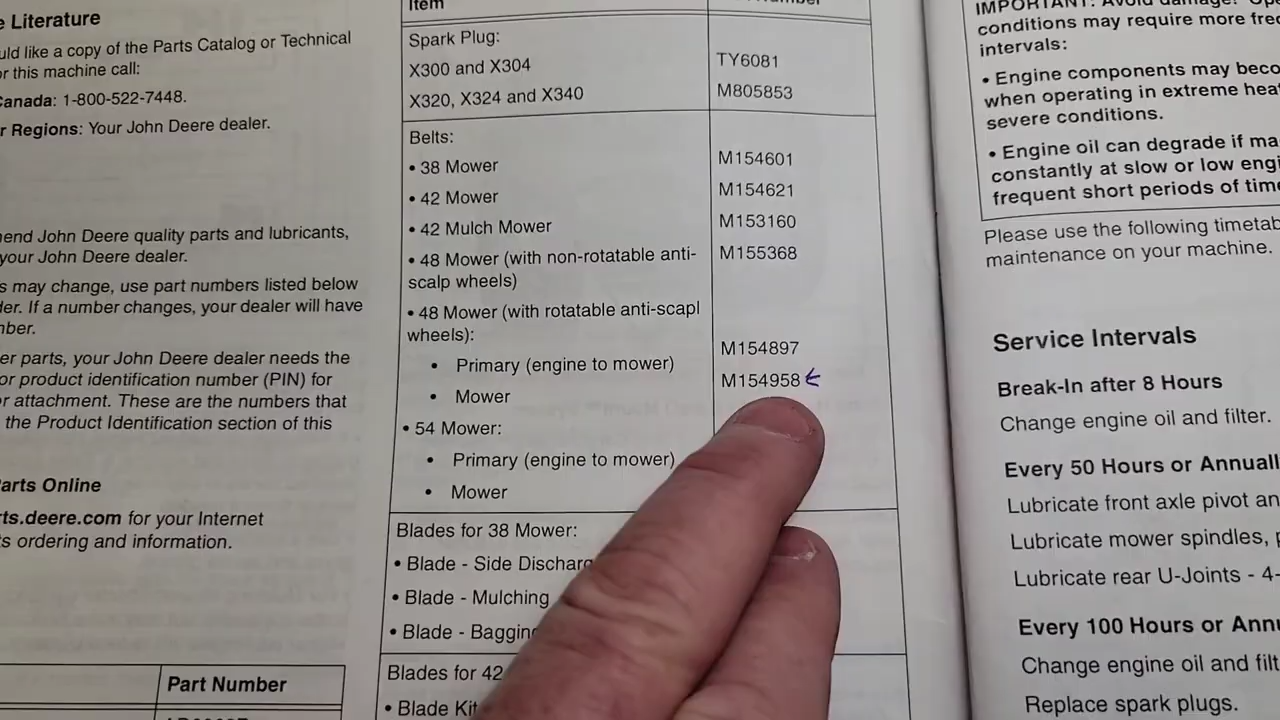 e Literature
uld like a copy of the Parts Catalog or Technical
or this machine call:
Canada: 1-800-522-7448.
r Regions: Your John Deere dealer.
end John Deere quality parts and lubricants,
your John Deere dealer.
s may change, use part numbers listed below
ler. If a number changes, your dealer will have
mber.
er parts, your John Deere dealer needs the
or product identification number (PIN) for
r attachment. These are the numbers that
the Product Identification section of this
arts Online
rts.deere.com for your Internet
ts ordering and information.
Part Number
Item
Spark Plug:
X300 and X304 TY6081
X320, X324 and X340 M805853
Belts:
• 38 Mower M154601
• 42 Mower M154621
• 42 Mulch Mower M153160
• 48 Mower (with non-rotatable anti- M155368
scalp wheels)
• 48 Mower (with rotatable anti-scapl
wheels):
• Primary (engine to mower) M154897
• Mower M154958
• 54 Mower:
• Primary (engine to mower)
• Mower
Blades for 38 Mower:
• Blade - Side Discharg
• Blade - Mulching
• Blade - Bagging
Blades for 42
• Blade Kit
IMPORTANT: Avoid damage!
conditions may require more fre
intervals:
• Engine components may beco
when operating in extreme hea
severe conditions.
• Engine oil can degrade if ma
constantly at slow or low engi
frequent short periods of time
Please use the following timetab
maintenance on your machine.
Service Intervals
Break-In after 8 Hours
Change engine oil and filter.
Every 50 Hours or Annuall
Lubricate front axle pivot an
Lubricate mower spindles,
Lubricate rear U-Joints - 4-
Every 100 Hours or Annu
Change engine oil and filt
Replace spark plugs.